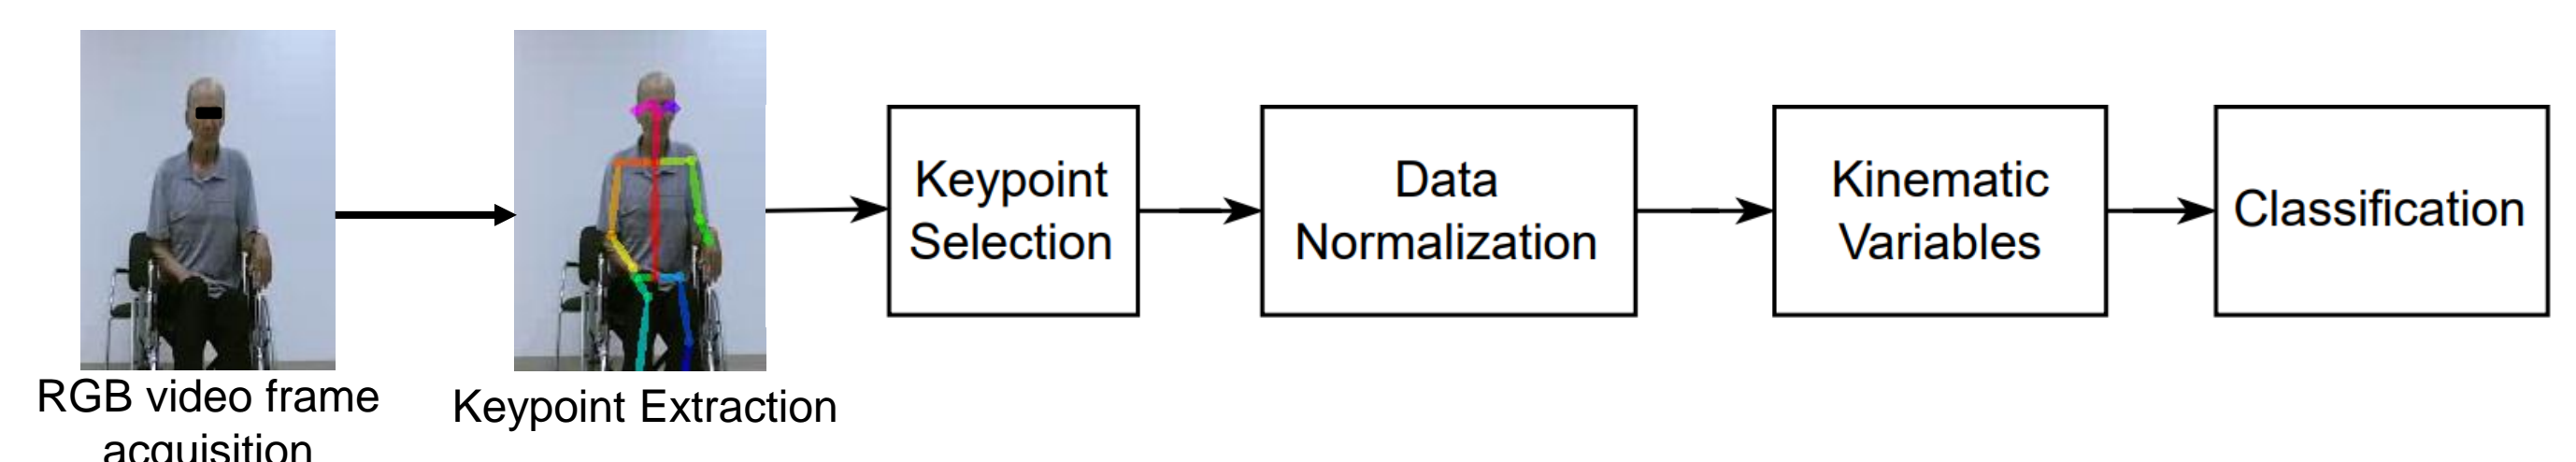 RGB video frame
acquisition
Keypoint Extraction
Keypoint
Selection
Data
Normalization
Kinematic
Variables
Classification